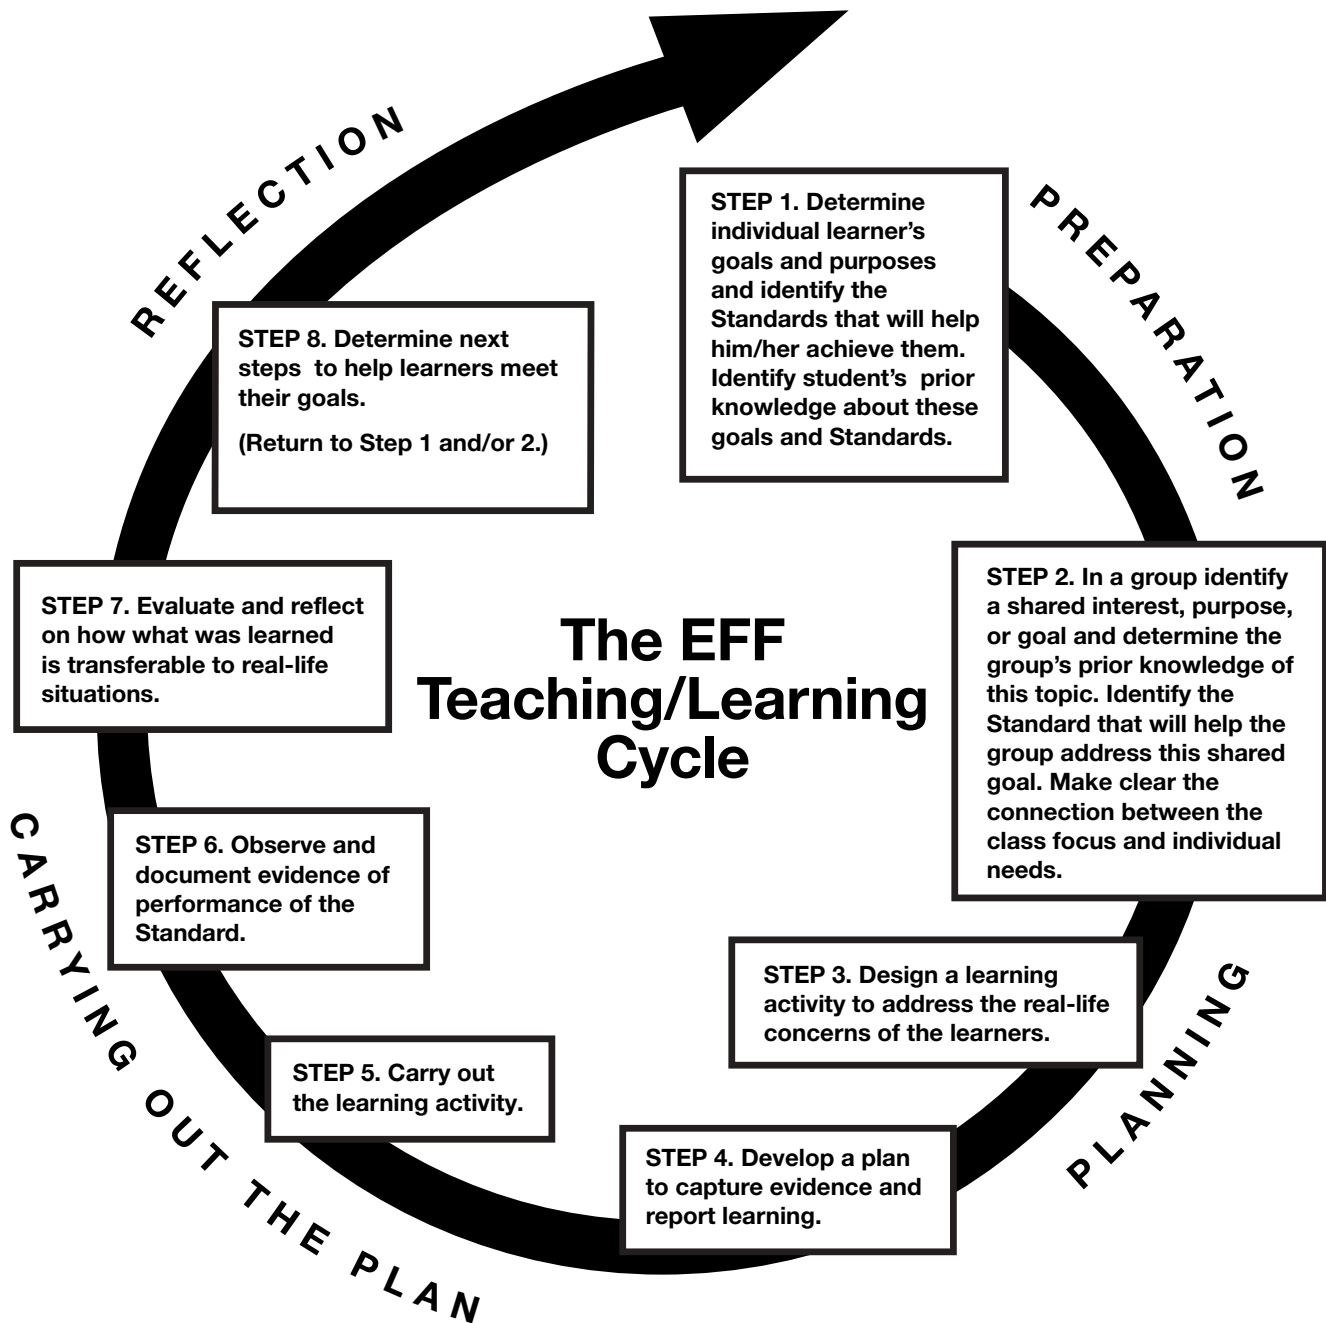 REFLECTION
PREPARATION
STEP 1. Determine
individual learner's
goals and purposes
and identify the
Standards that will help
him/her achieve them.
Identify student's  prior
knowledge about these
goals and Standards.
STEP 8. Determine next
steps  to help learners meet
their goals.
(Return to Step 1 and/or 2.)
STEP 2. In a group identify
a shared interest, purpose,
or goal and determine the
group's prior knowledge of
this topic. Identify the
Standard that will help the
group address this shared
goal. Make clear the
connection between the
class focus and individual
needs.
STEP 7. Evaluate and reflect
on how what was learned
is transferable to real-life
situations.
The EFF
Teaching/Learning
Cycle
STEP 6. Observe and
document evidence of
performance of the
Standard.
STEP 3. Design a learning
activity to address the real-life
concerns of the learners.
PLANNING
STEP 5. Carry out
the learning activity.
STEP 4. Develop a plan
to capture evidence and
report learning.
CARRYING OUT THE PLAN